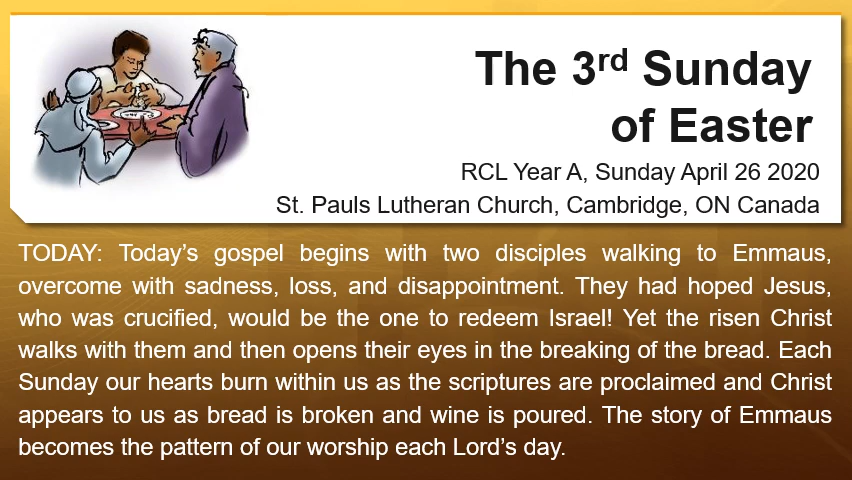 The 3rd Sunday
of Easter
RCL Year A, Sunday April 26 2020
St. Pauls Lutheran Church, Cambridge, ON Canada
TODAY: Today’s gospel begins with two disciples walking to Emmaus,
overcome with sadness, loss, and disappointment. They had hoped Jesus,
who was crucified, would be the one to redeem Israel! Yet the risen Christ
walks with them and then opens their eyes in the breaking of the bread. Each
Sunday our hearts burn within us as the scriptures are proclaimed and Christ
appears to us as bread is broken and wine is poured. The story of Emmaus
becomes the pattern of our worship each Lord’s day.